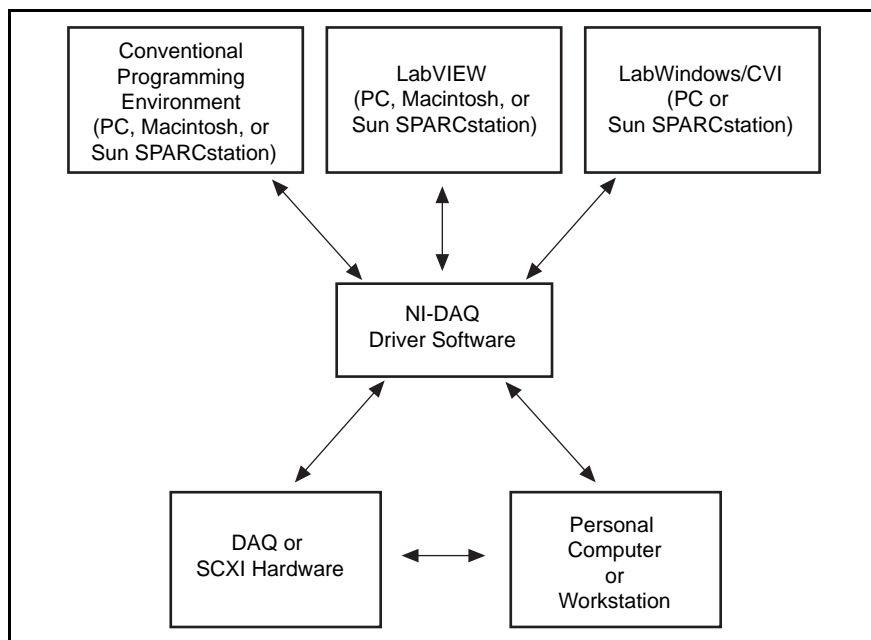 Conventional
Programming
Environment
(PC, Macintosh, or
Sun SPARCstation)
LabVIEW
(PC, Macintosh, or
Sun SPARCstation)
LabWindows/CVI
(PC or
Sun SPARCstation)
NI-DAQ
Driver Software
DAQ or
SCXI Hardware
Personal
Computer
or
Workstation